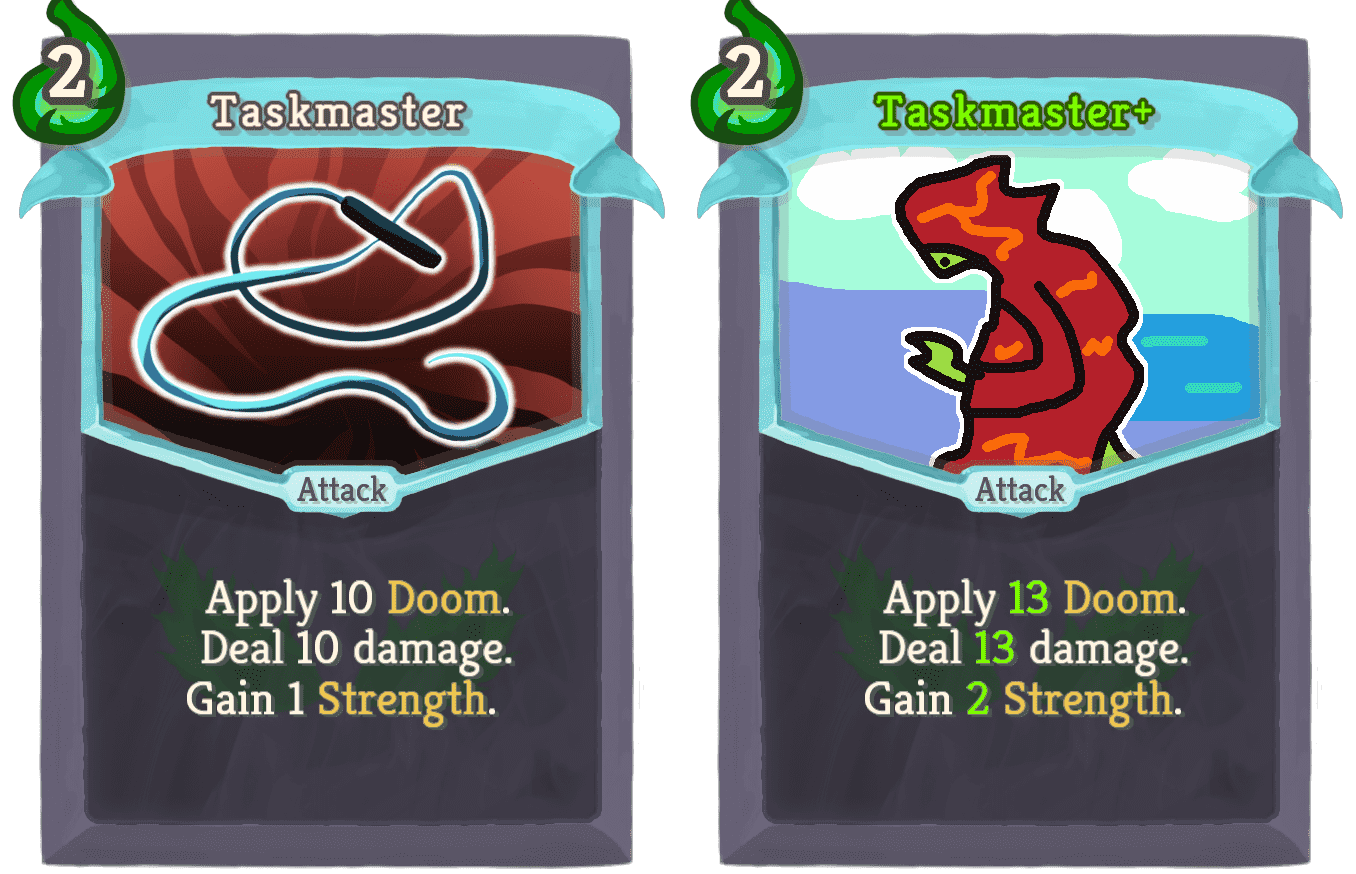 2
Taskmaster
Attack
Apply 10 Doom.
Deal 10 damage.
Gain 1 Strength.
2
Taskmaster+
Attack
Apply 13 Doom.
Deal 13 damage.
Gain 2 Strength.